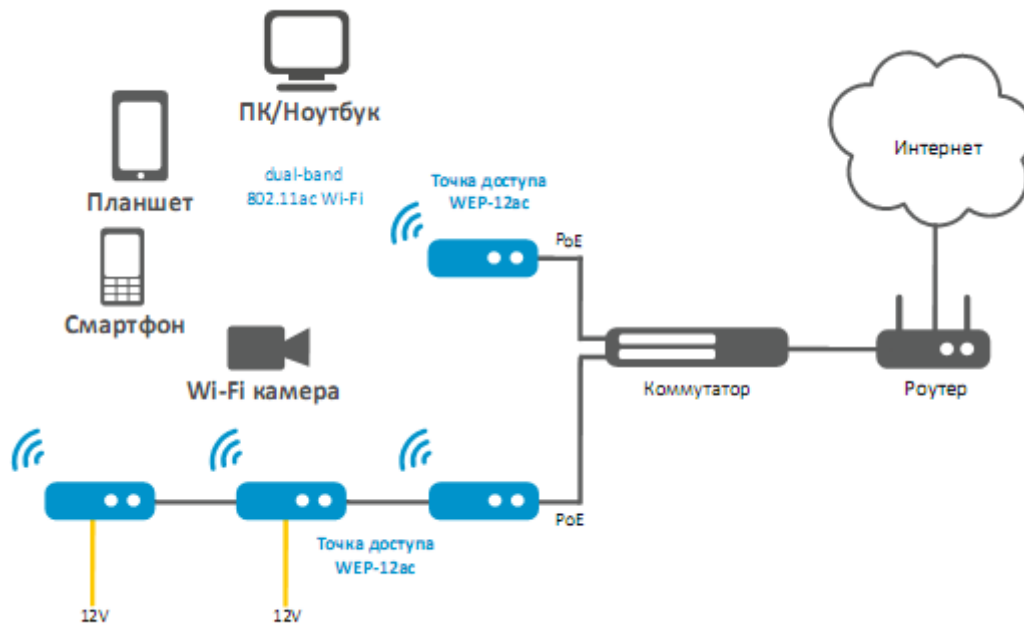 ПК/Ноутбук
Планшет
dual-band
802.11ac Wi-Fi
Точка доступа
WEP-12ac
Интернет
PoE
Смартфон
Wi-Fi камера
Коммутатор
Роутер
PoE
Точка доступа
WEP-12ac
12V
12V